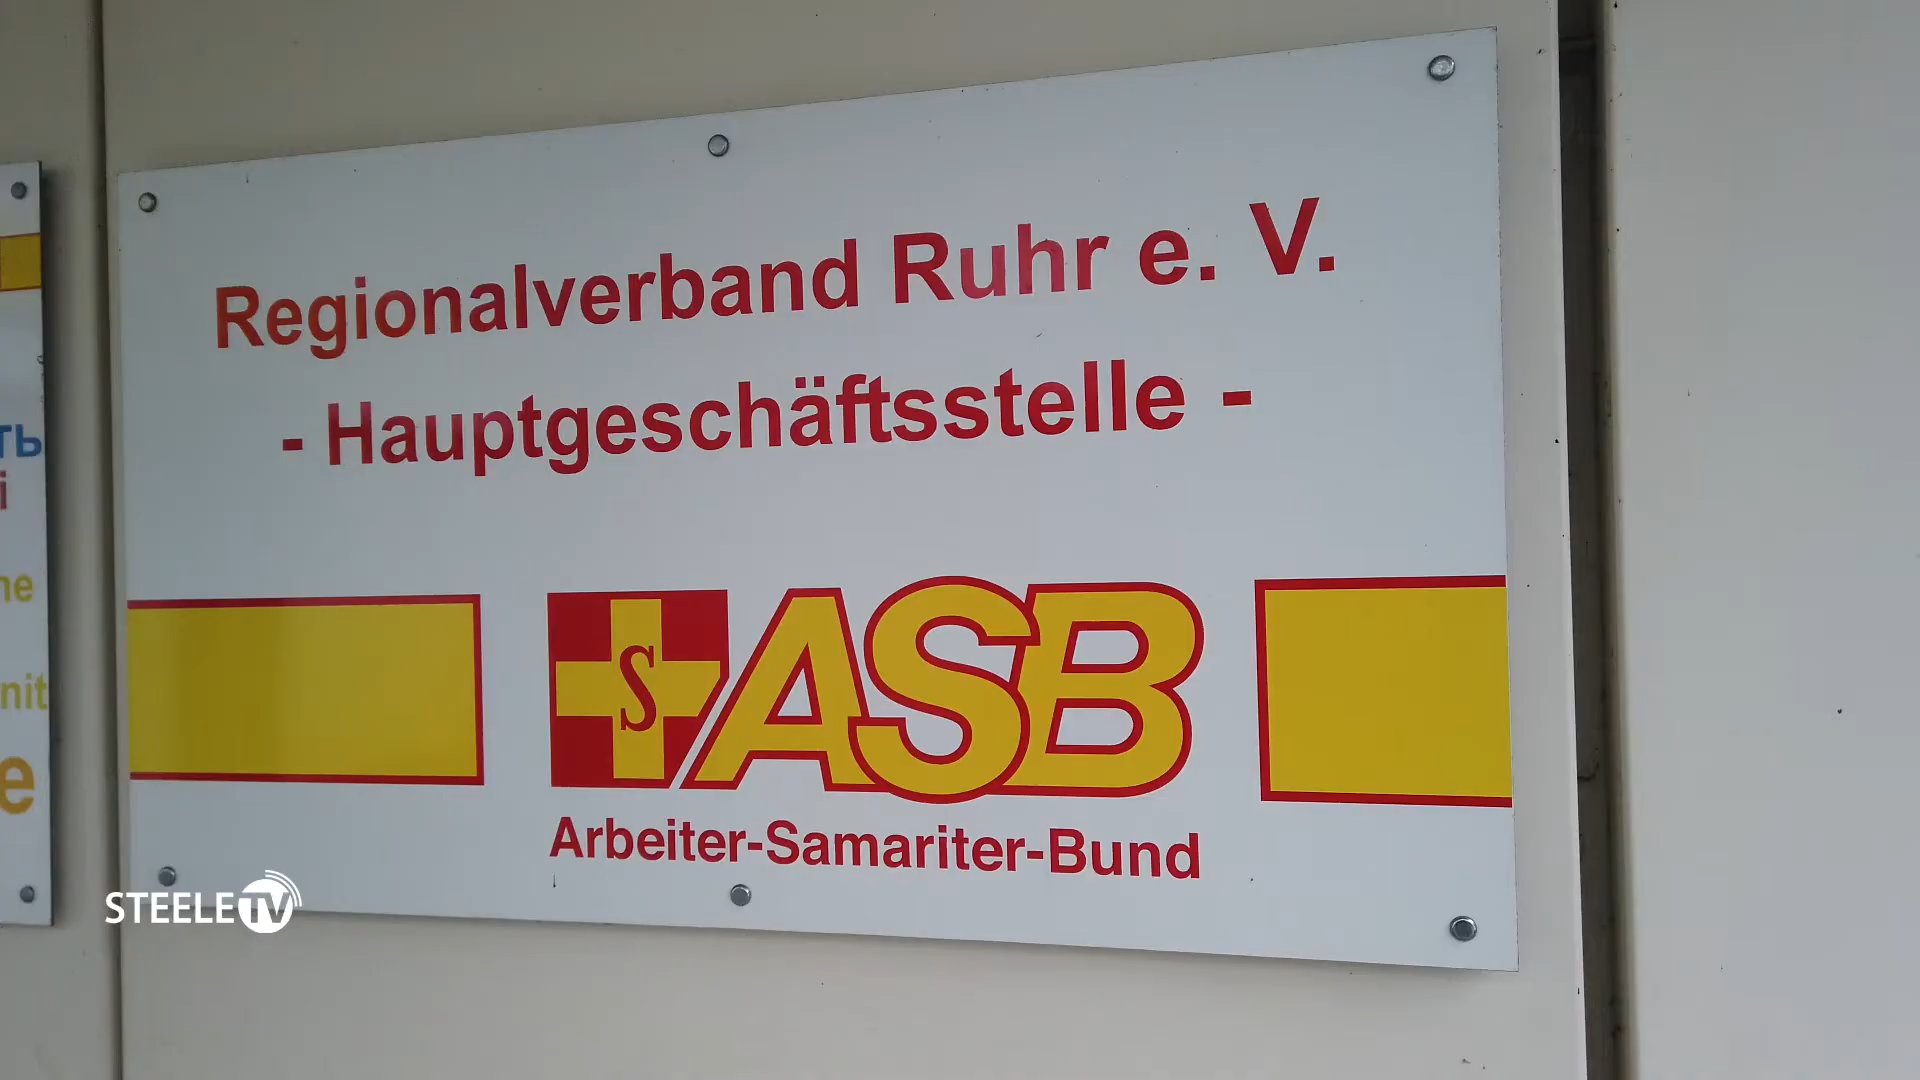 Regionalverband Ruhr e. V.
- Hauptgeschäftsstelle -
S ASB
Arbeiter-Samariter-Bund
STEELE TV